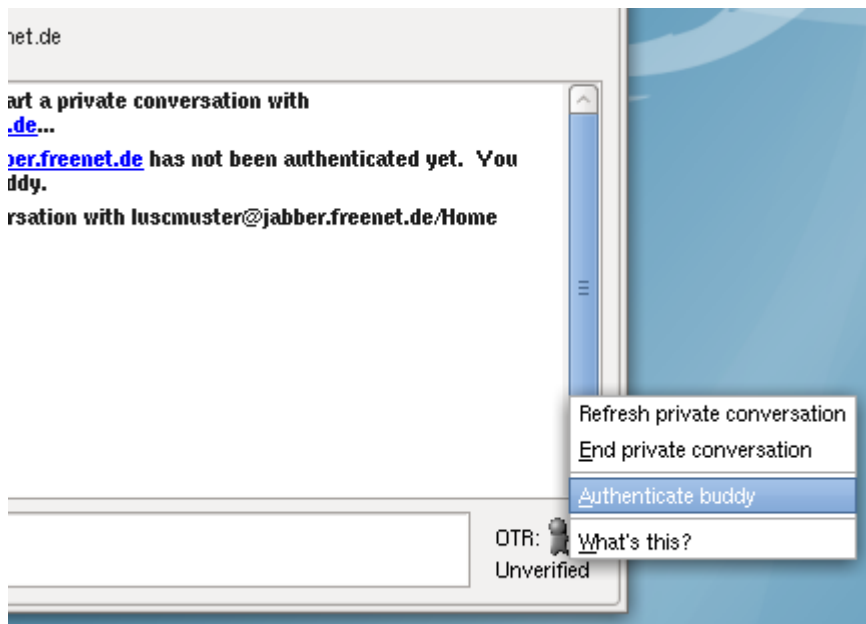 net.de
art a private conversation with
.de...
ber.freenet.de has not been authenticated yet. You
ddy.
rsation with luscmuster@jabber.freenet.de/Home
Refresh private conversation
End private conversation
Authenticate buddy
What's this?
OTR:
Unverified